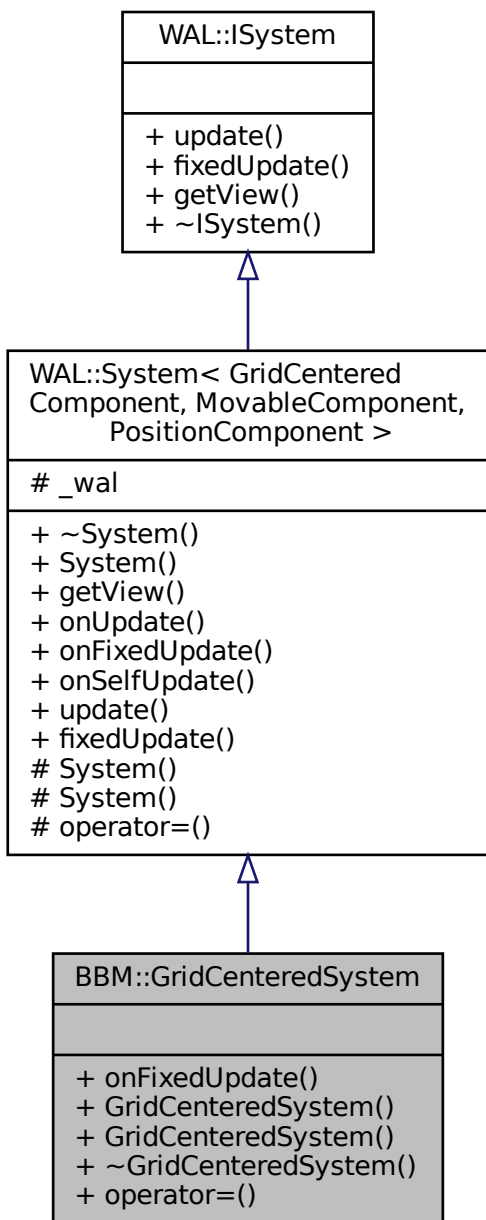 WAL::ISystem
+ update()
+ fixedUpdate()
+ getView()
+ ~ISystem()
WAL::System< GridCentered
Component, MovableComponent,
PositionComponent >
# _wal
+ ~System()
+ System()
+ getView()
+ onUpdate()
+ onFixedUpdate()
+ onSelfUpdate()
+ update()
+ fixedUpdate()
# System()
# System()
# operator=()
BBM::GridCenteredSystem
+ onFixedUpdate()
+ GridCenteredSystem()
+ GridCenteredSystem()
+ ~GridCenteredSystem()
+ operator=()